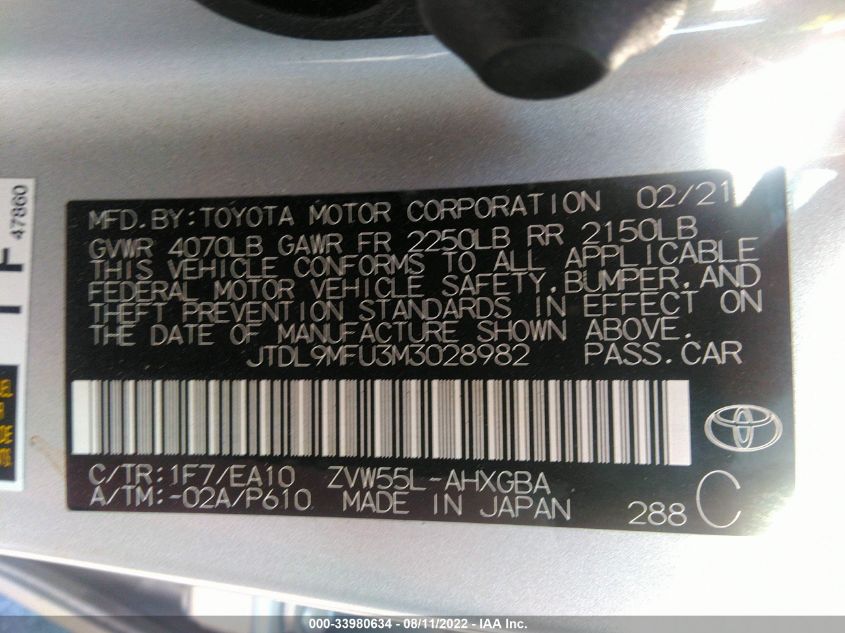 MFD.BY:TOYOTA MOTOR CORPORATION 02/21
GVWR 4070LB GAWR FR 2250LB RR 2150LB
THIS VEHICLE CONFORMS TO ALL APPLICABLE
FEDERAL MOTOR VEHICLE SAFETY,BUMPER,AND
THEFT PREVENTION STANDARDS IN EFFECT ON
THE DATE OF MANUFACTURE SHOWN ABOVE.
JTDL9MFU3M3028982 PASS.CAR
C/TR:1F7/EA10 ZVW55L-AHXGBA
A/TM:-02A/P610 MADE IN JAPAN 288 C
47860
000-33980634 - 08/11/2022 - IAA Inc.